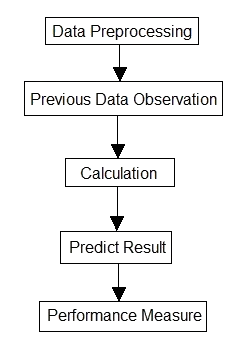 Data Preprocessing
Previous Data Observation
Calculation
Predict Result
Performance Measure